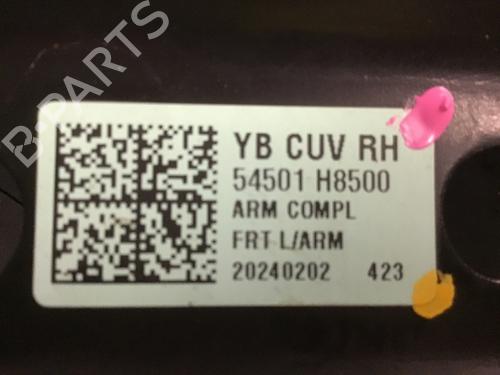 B-PARTS
YB CUV RH
54501 H8500
ARM COMPL
FRT L/ARM
20240202 423